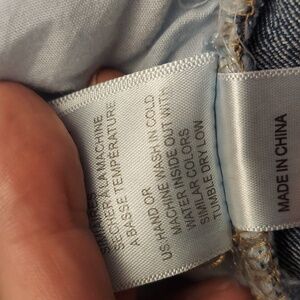 SIMILAIRES
SÉCHER À LA MACHINE
À BASSE TEMPÉRATURE
US HAND OR
MACHINE WASH IN COLD
WATER INSIDE OUT WITH
SIMILAR COLORS
TUMBLE DRY LOW
MADE IN CHINA